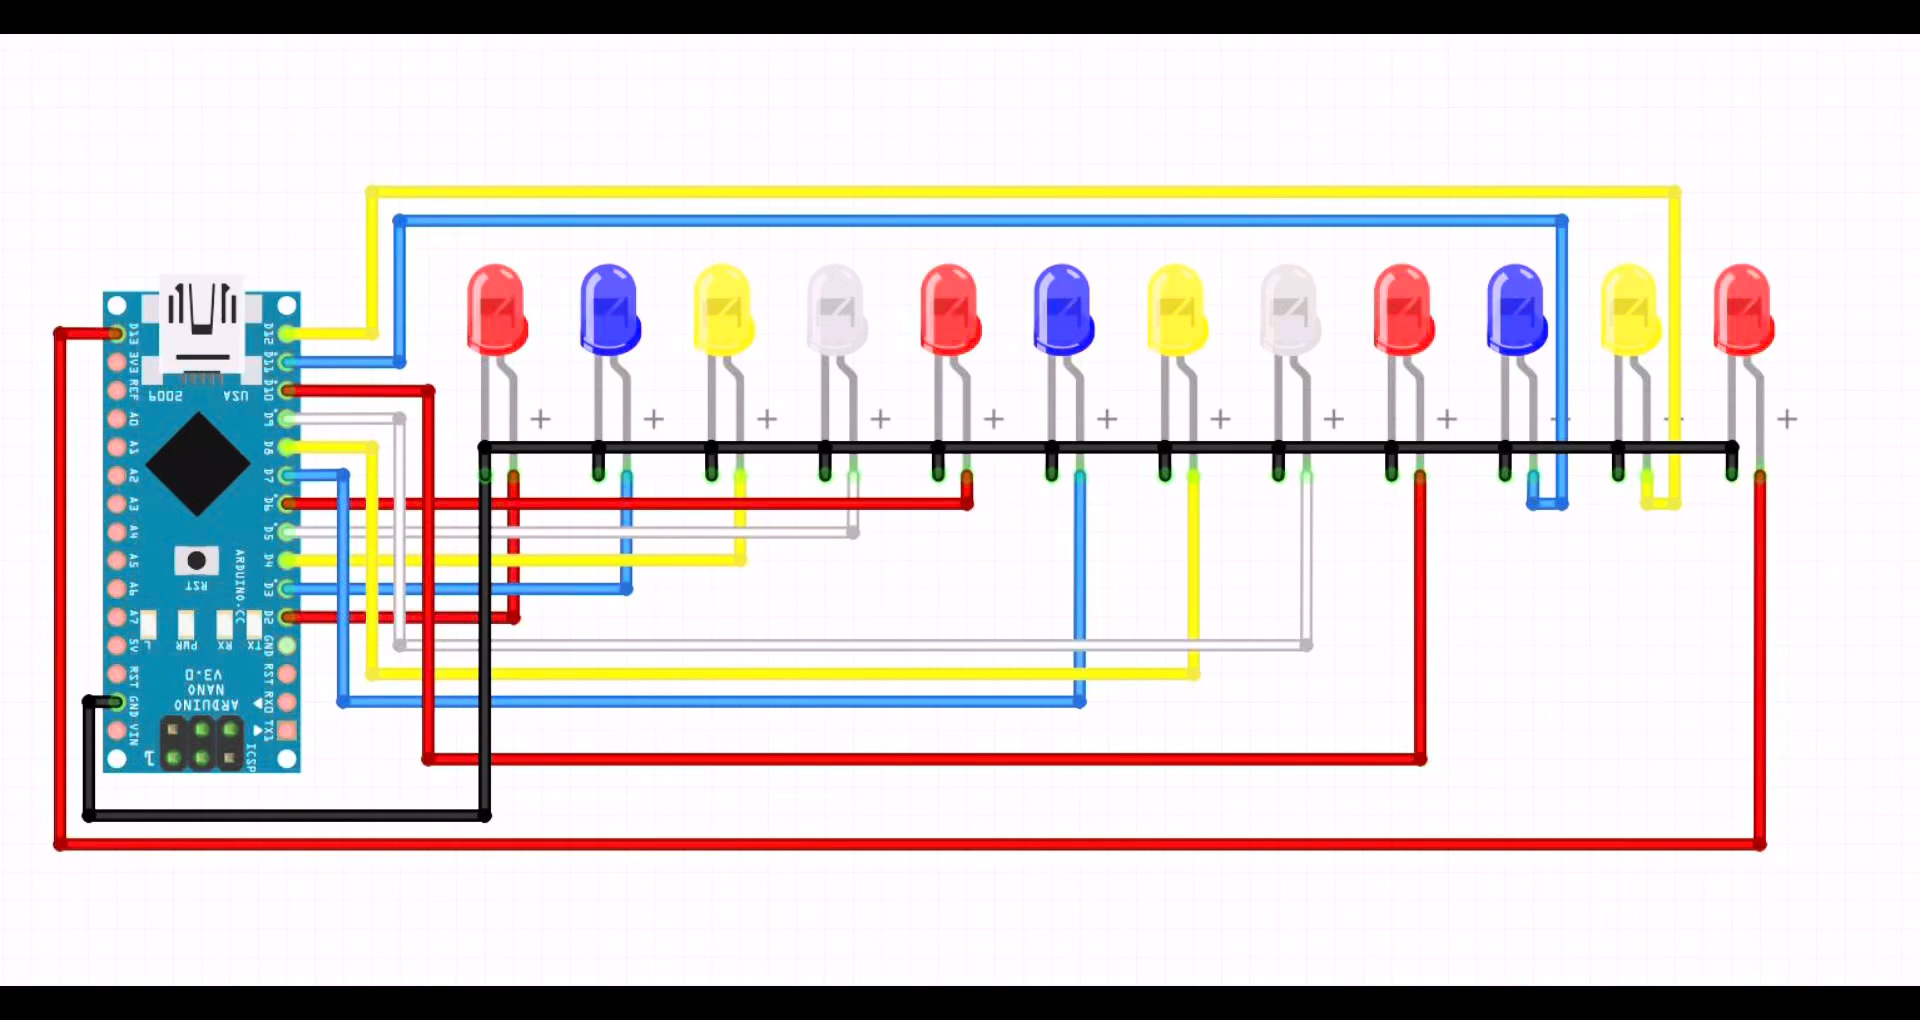 D13
3V3
REF
A0
A1
A2
A3
A4
A5
A6
A7
5V
RST
GND
VIN
D12
D11
D10
D9
D8
D7
D6
D5
D4
D3
D2
GND
RST
RX0
TX1
2009
USA
ARDUINO.CC
RST
L
PWR
RX
TX
ARDUINO
NANO
V3.0
1
ICSP
+
+
+
+
+
+
+
+
+
+